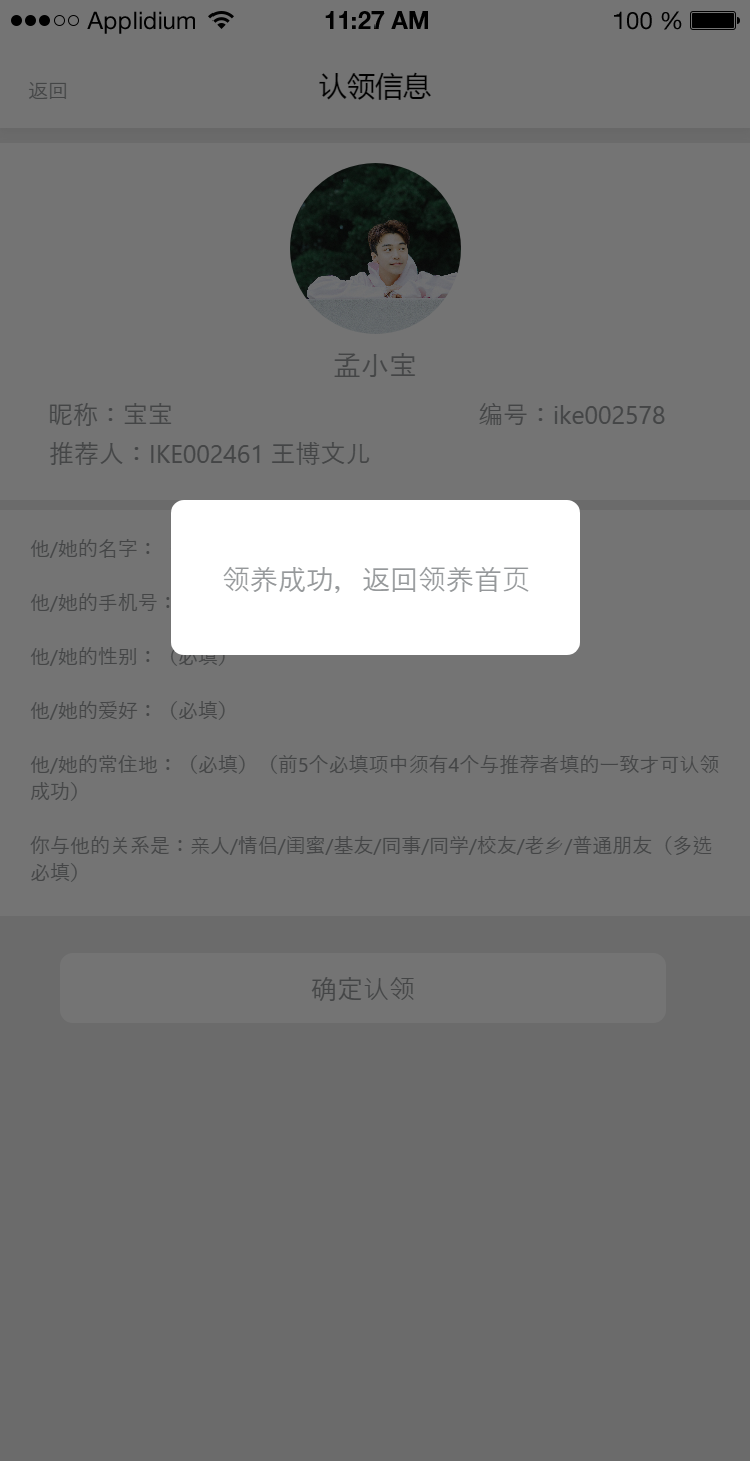 Applidium 11:27 AM 100 %
返回 认领信息
孟小宝
昵称：宝宝 编号：ike002578
推荐人：IKE002461 王博文儿
他/她的名字：
领养成功，返回领养首页
他/她的手机号：
他/她的性别：（必填）
他/她的爱好：（必填）
他/她的常住地：（必填）（前5个必填项中须有4个与推荐者填的一致才可认领
成功）
你与他的关系是：亲人/情侣/闺蜜/基友/同事/同学/校友/老乡/普通朋友（多选
必填）
确定认领